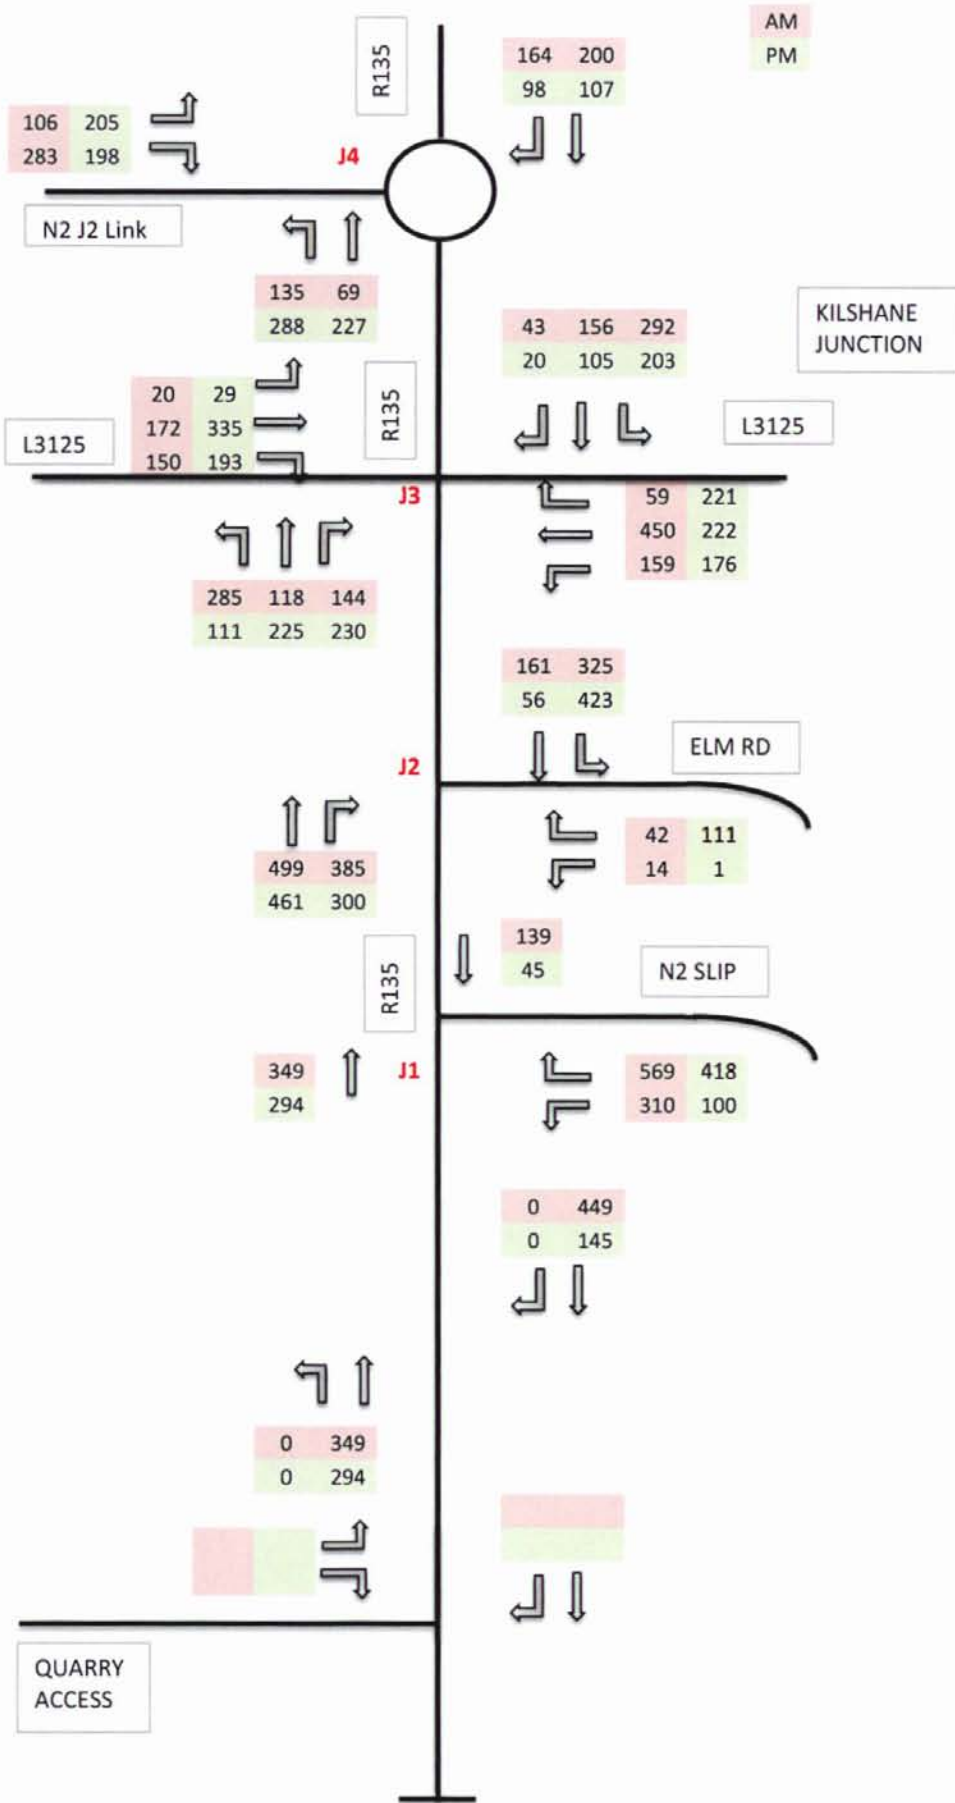 AM
PM
R135
164 200
98 107
106 205
283 198
J4
N2 J2 Link
135 69
288 227
KILSHANE
JUNCTION
43 156 292
20 105 203
R135
20 29
172 335
150 193
L3125
L3125
J3
59 221
450 222
159 176
285 118 144
111 225 230
161 325
56 423
ELM RD
J2
42 111
14 1
499 385
461 300
139
45
R135
N2 SLIP
J1
349
294
569 418
310 100
0 449
0 145
0 349
0 294
QUARRY
ACCESS